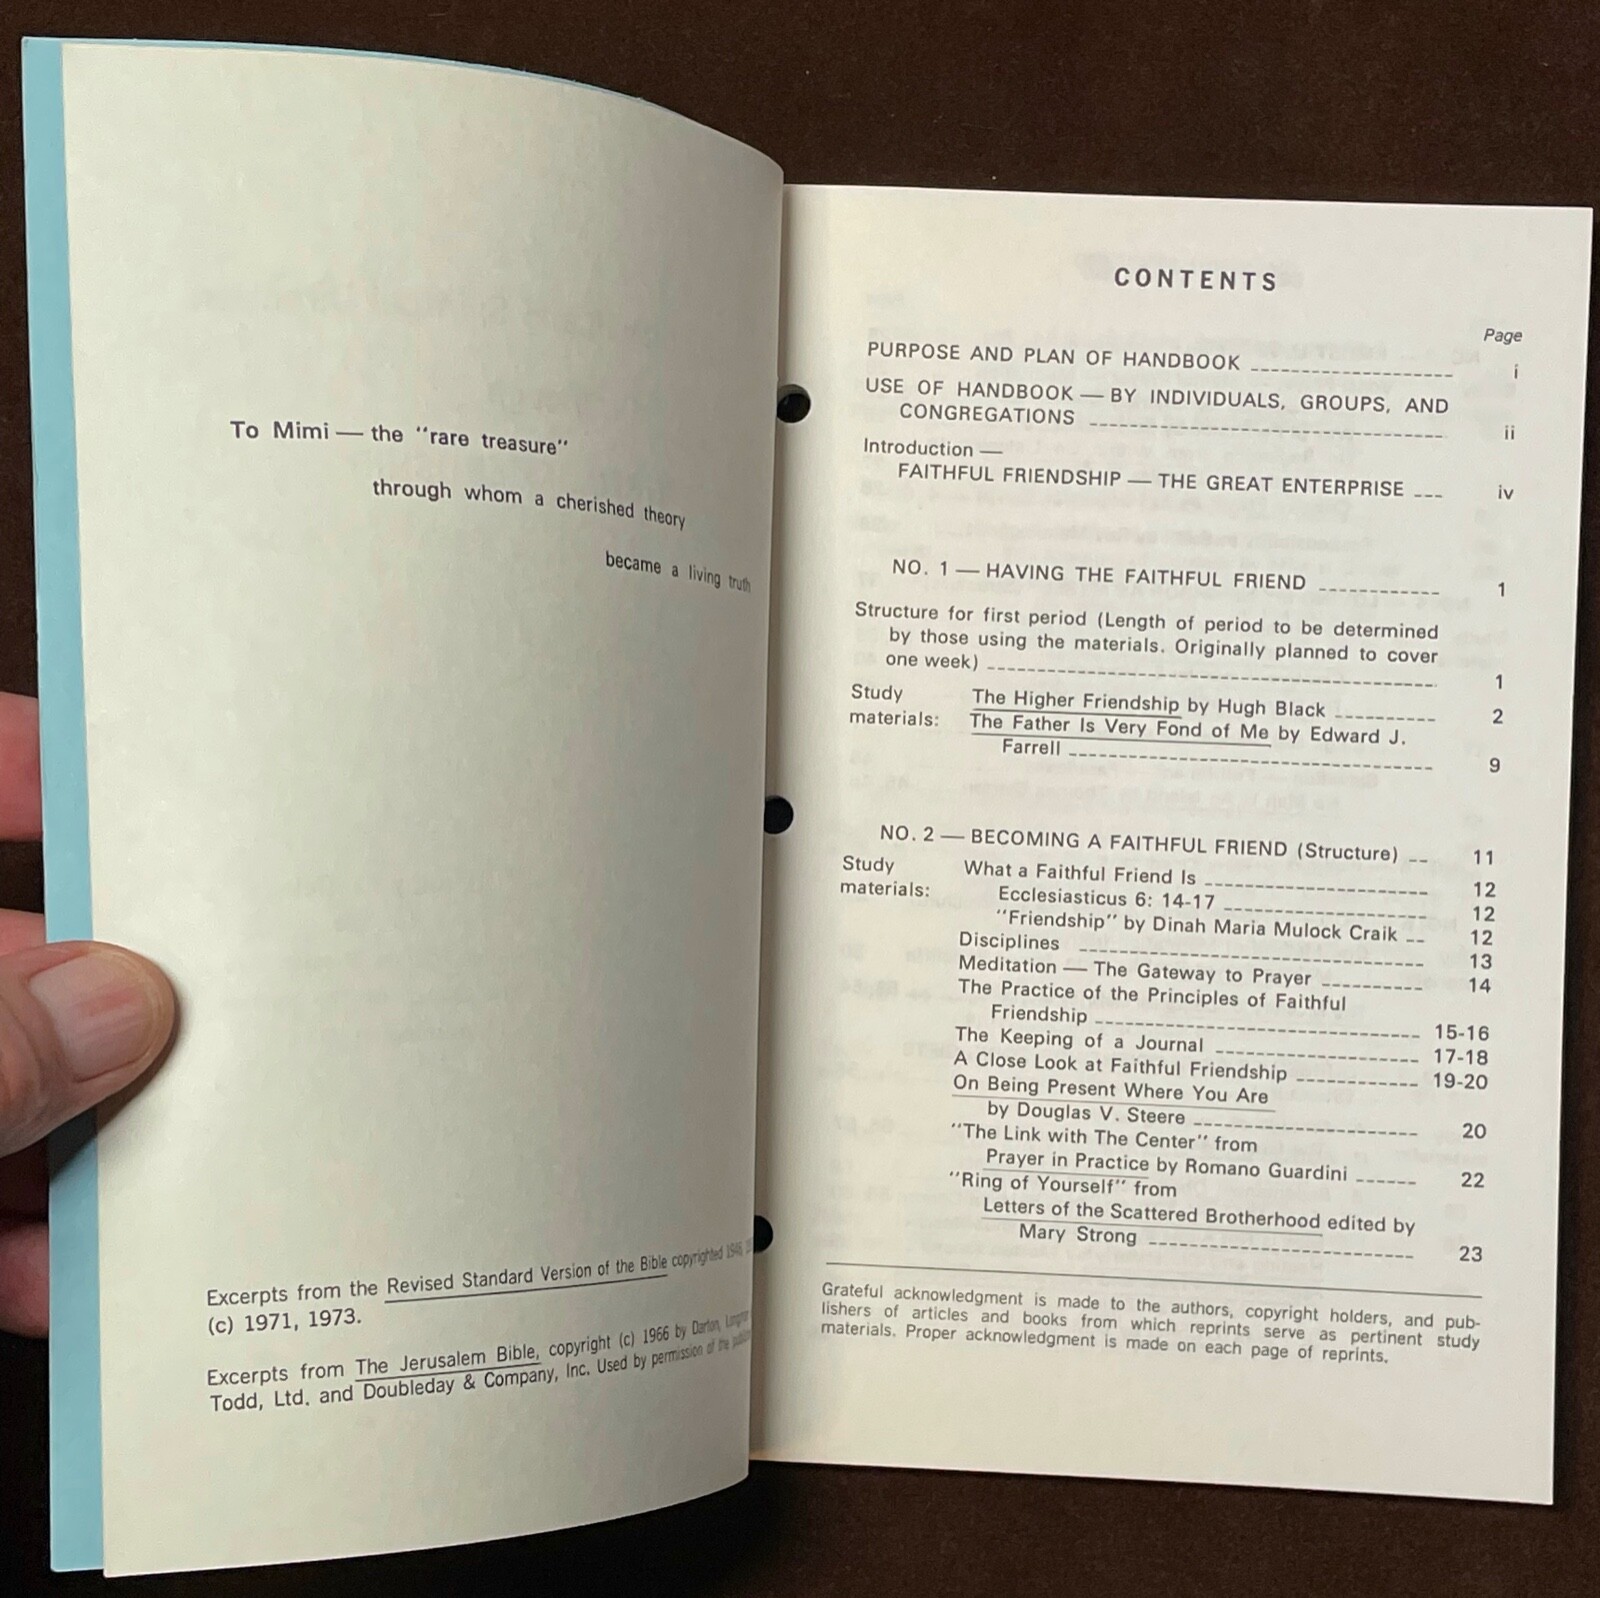 To Mimi — the "rare treasure"
through whom a cherished theory
became a living truth
Excerpts from the Revised Standard Version of the Bible copyrighted 1946,
(c) 1971, 1973.
Excerpts from The Jerusalem Bible, copyright (c) 1966 by Darton, Longman
Todd, Ltd. and Doubleday & Company, Inc. Used by permission of the
CONTENTS
Page
PURPOSE AND PLAN OF HANDBOOK i
USE OF HANDBOOK — BY INDIVIDUALS, GROUPS, AND
CONGREGATIONS ii
Introduction —
FAITHFUL FRIENDSHIP — THE GREAT ENTERPRISE iv
NO. 1 — HAVING THE FAITHFUL FRIEND 1
Structure for first period (Length of period to be determined
by those using the materials. Originally planned to cover
one week) 1
Study The Higher Friendship by Hugh Black 2
materials: The Father Is Very Fond of Me by Edward J.
Farrell 9
NO. 2 — BECOMING A FAITHFUL FRIEND (Structure) 11
Study What a Faithful Friend Is 12
materials: Ecclesiasticus 6: 14-17 12
"Friendship" by Dinah Maria Mulock Craik 12
Disciplines 13
Meditation — The Gateway to Prayer 14
The Practice of the Principles of Faithful
Friendship 15-16
The Keeping of a Journal 17-18
A Close Look at Faithful Friendship 19-20
On Being Present Where You Are
by Douglas V. Steere 20
"The Link with The Center" from
Prayer in Practice by Romano Guardini 22
"Ring of Yourself" from
Letters of the Scattered Brotherhood edited by
Mary Strong 23
Grateful acknowledgment is made to the authors, copyright holders, and pub-
lishers of articles and books from which reprints serve as pertinent study
materials. Proper acknowledgment is made on each page of reprints.